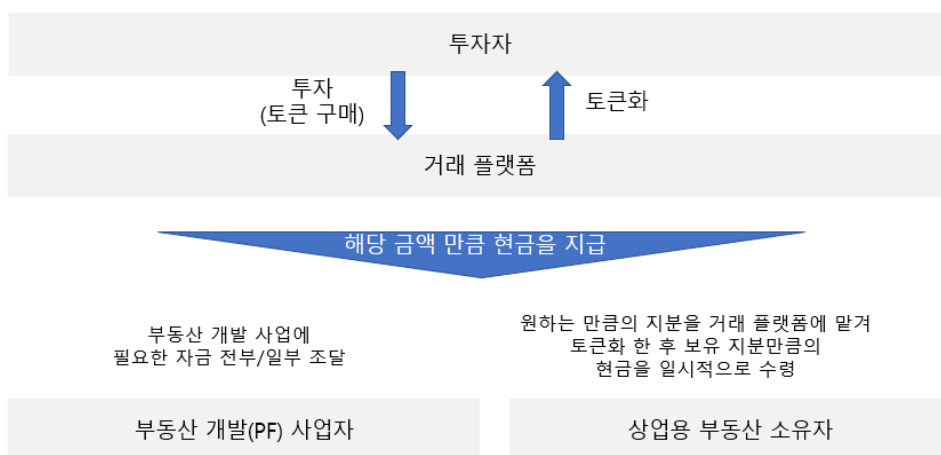 투자자
투자
(토큰 구매)
토큰화
거래 플랫폼
해당 금액 만큼 현금을 지급
부동산 개발 사업에
필요한 자금 전부/일부 조달
원하는 만큼의 지분을 거래 플랫폼에 맡겨
토큰화 한 후 보유 지분만큼의
현금을 일시적으로 수령
부동산 개발(PF) 사업자
상업용 부동산 소유자